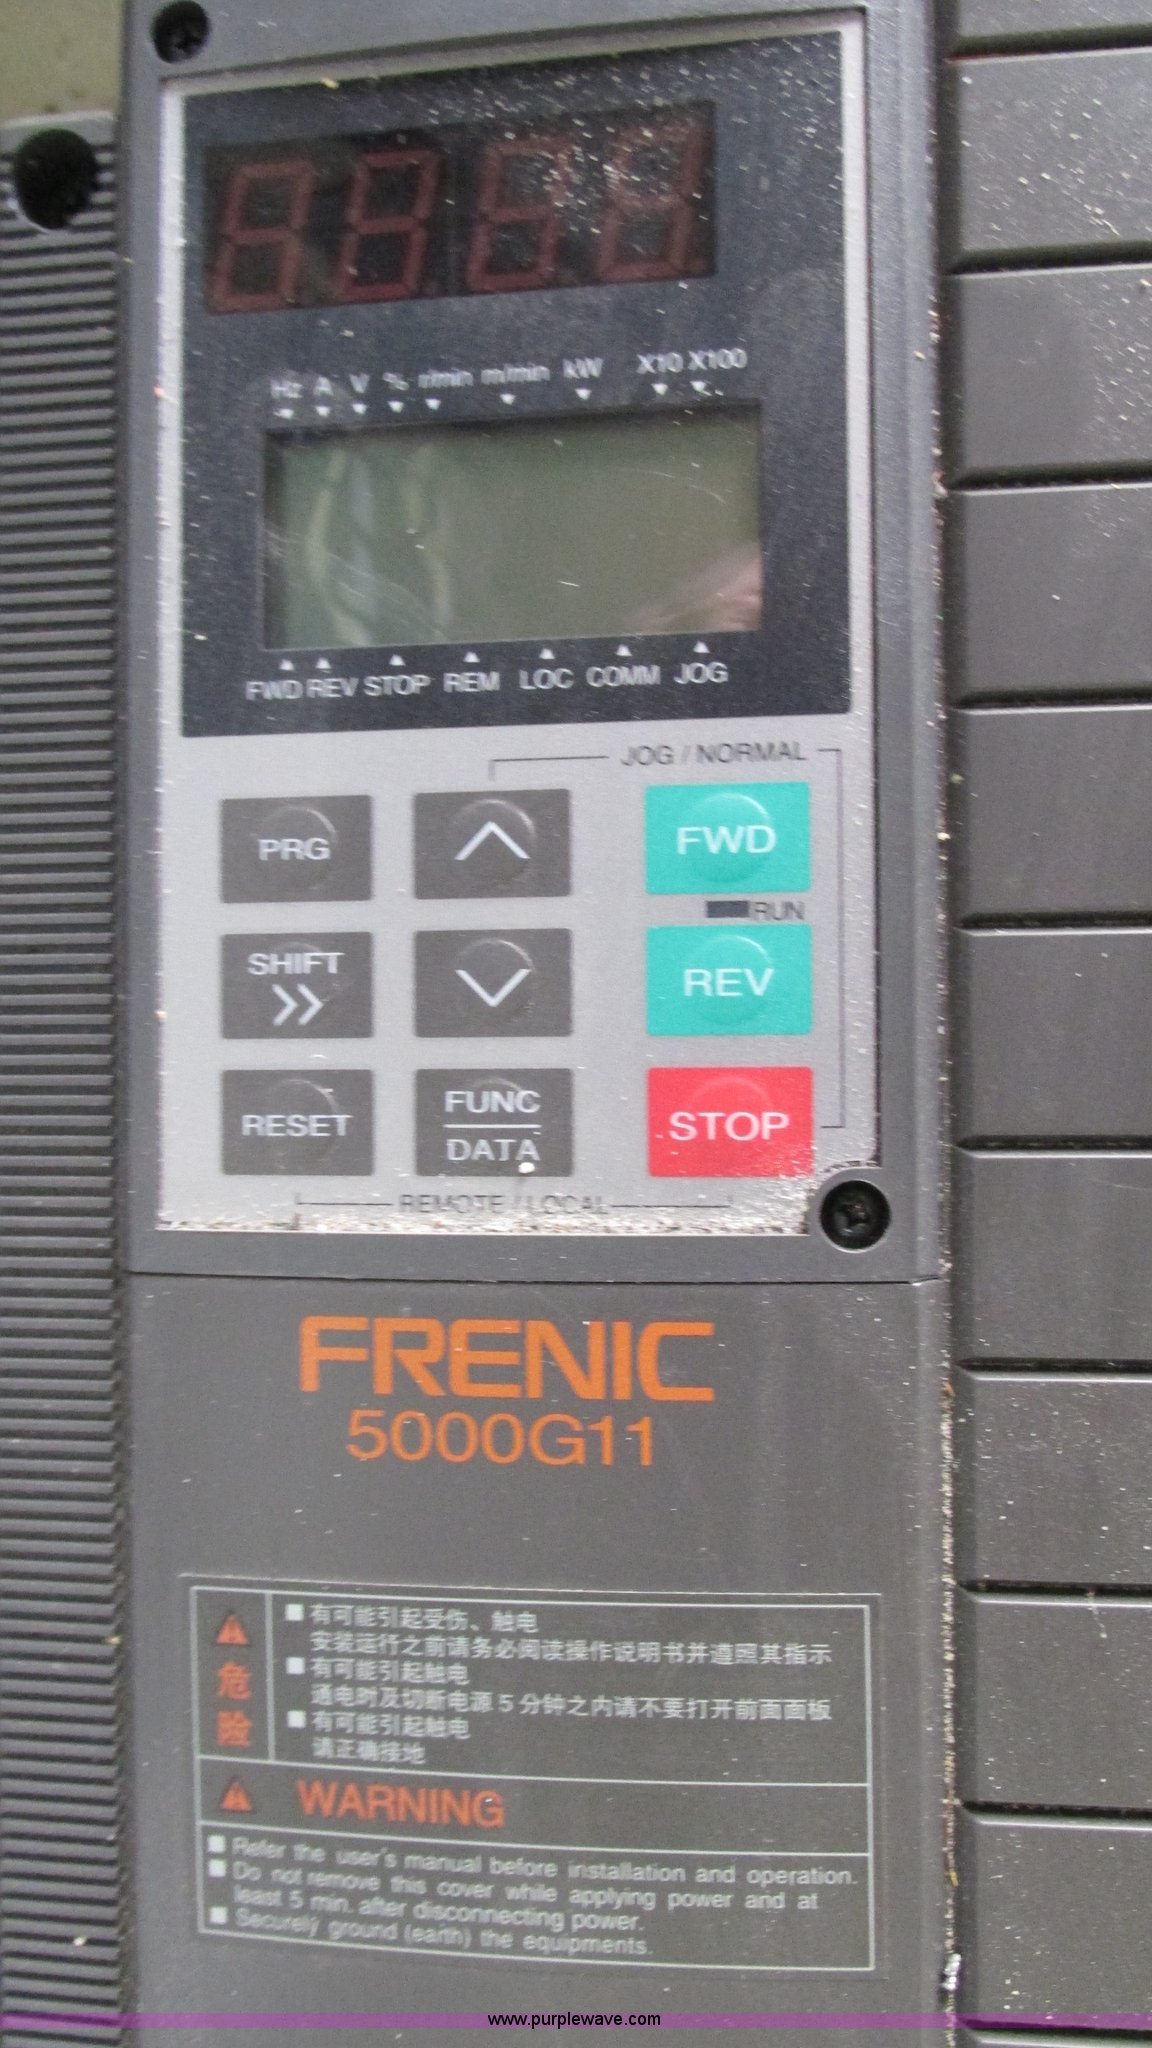 Hz A V % r/min m/min kW X10 X100
FWD REV STOP REM LOC COMM JOG
JOG / NORMAL
PRG
FWD
RUN
SHIFT
REV
RESET
FUNC
DATA
STOP
REMOTE / LOCAL
FRENIC
5000G11
危险
■ 有可能引起受伤、触电
安装运行之前请务必阅读操作说明书并遵照其指示
■ 有可能引起触电
通电时及切断电源 5 分钟之内请不要打开前面面板
■ 有可能引起触电
请正确接地
WARNING
■ Refer the user's manual before installation and operation.
■ Do not remove this cover while applying power and at
least 5 min. after disconnecting power.
■ Securely ground (earth) the equipments.
www.purplewave.com